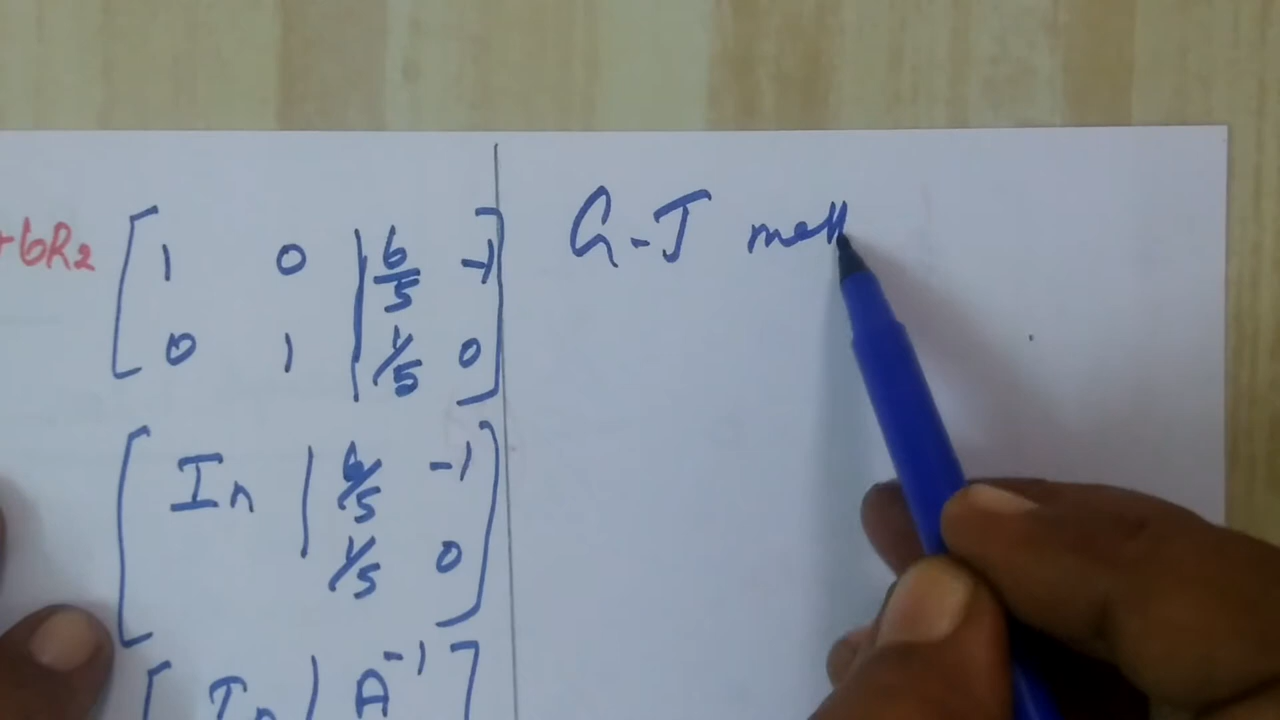 +6R2 [ 1 0 | 6/5 -1
0 1 | 1/5 0 ]
[ In | 6/5 -1
1/5 0 ]
[ In | A^-1 ]
G-J meth